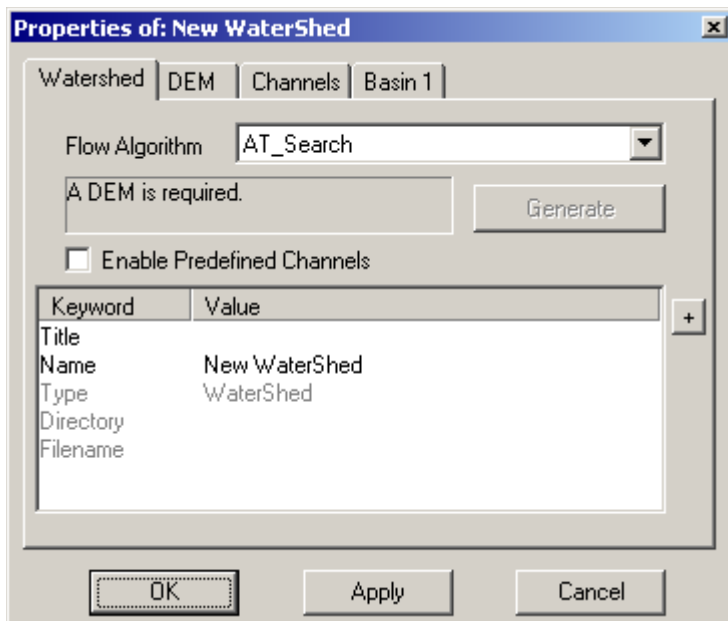 Properties of: New WaterShed
Watershed DEM Channels Basin 1
Flow Algorithm AT_Search
A DEM is required. Generate
Enable Predefined Channels
Keyword Value
+
Title
Name New WaterShed
Type WaterShed
Directory
Filename
OK Apply Cancel